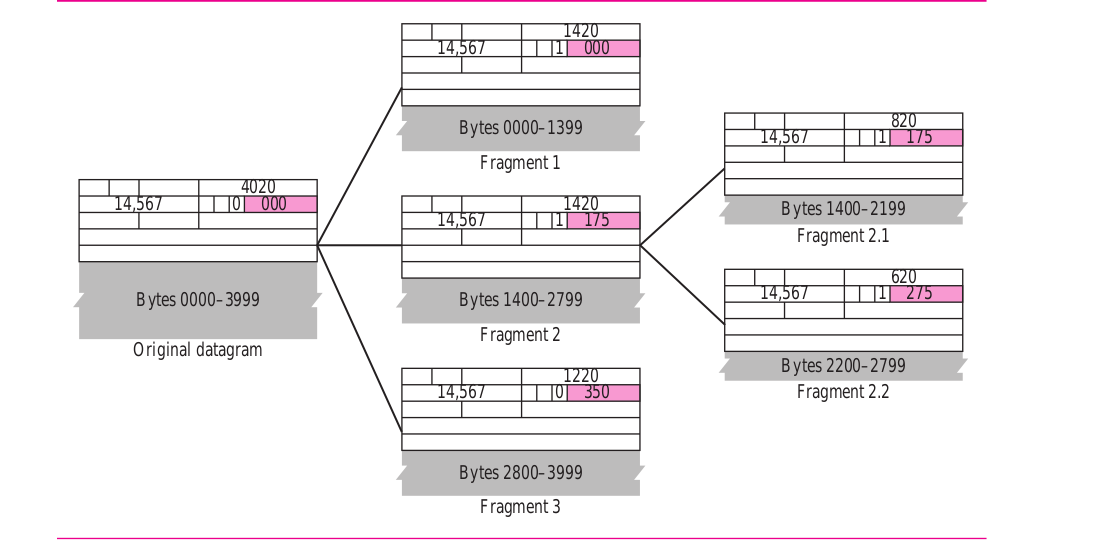 4020
14,567 0 000
Bytes 0000–3999
Original datagram
1420
14,567 1 000
Bytes 0000–1399
Fragment 1
1420
14,567 1 175
Bytes 1400–2799
Fragment 2
1220
14,567 0 350
Bytes 2800–3999
Fragment 3
820
14,567 1 175
Bytes 1400–2199
Fragment 2.1
620
14,567 1 275
Bytes 2200–2799
Fragment 2.2